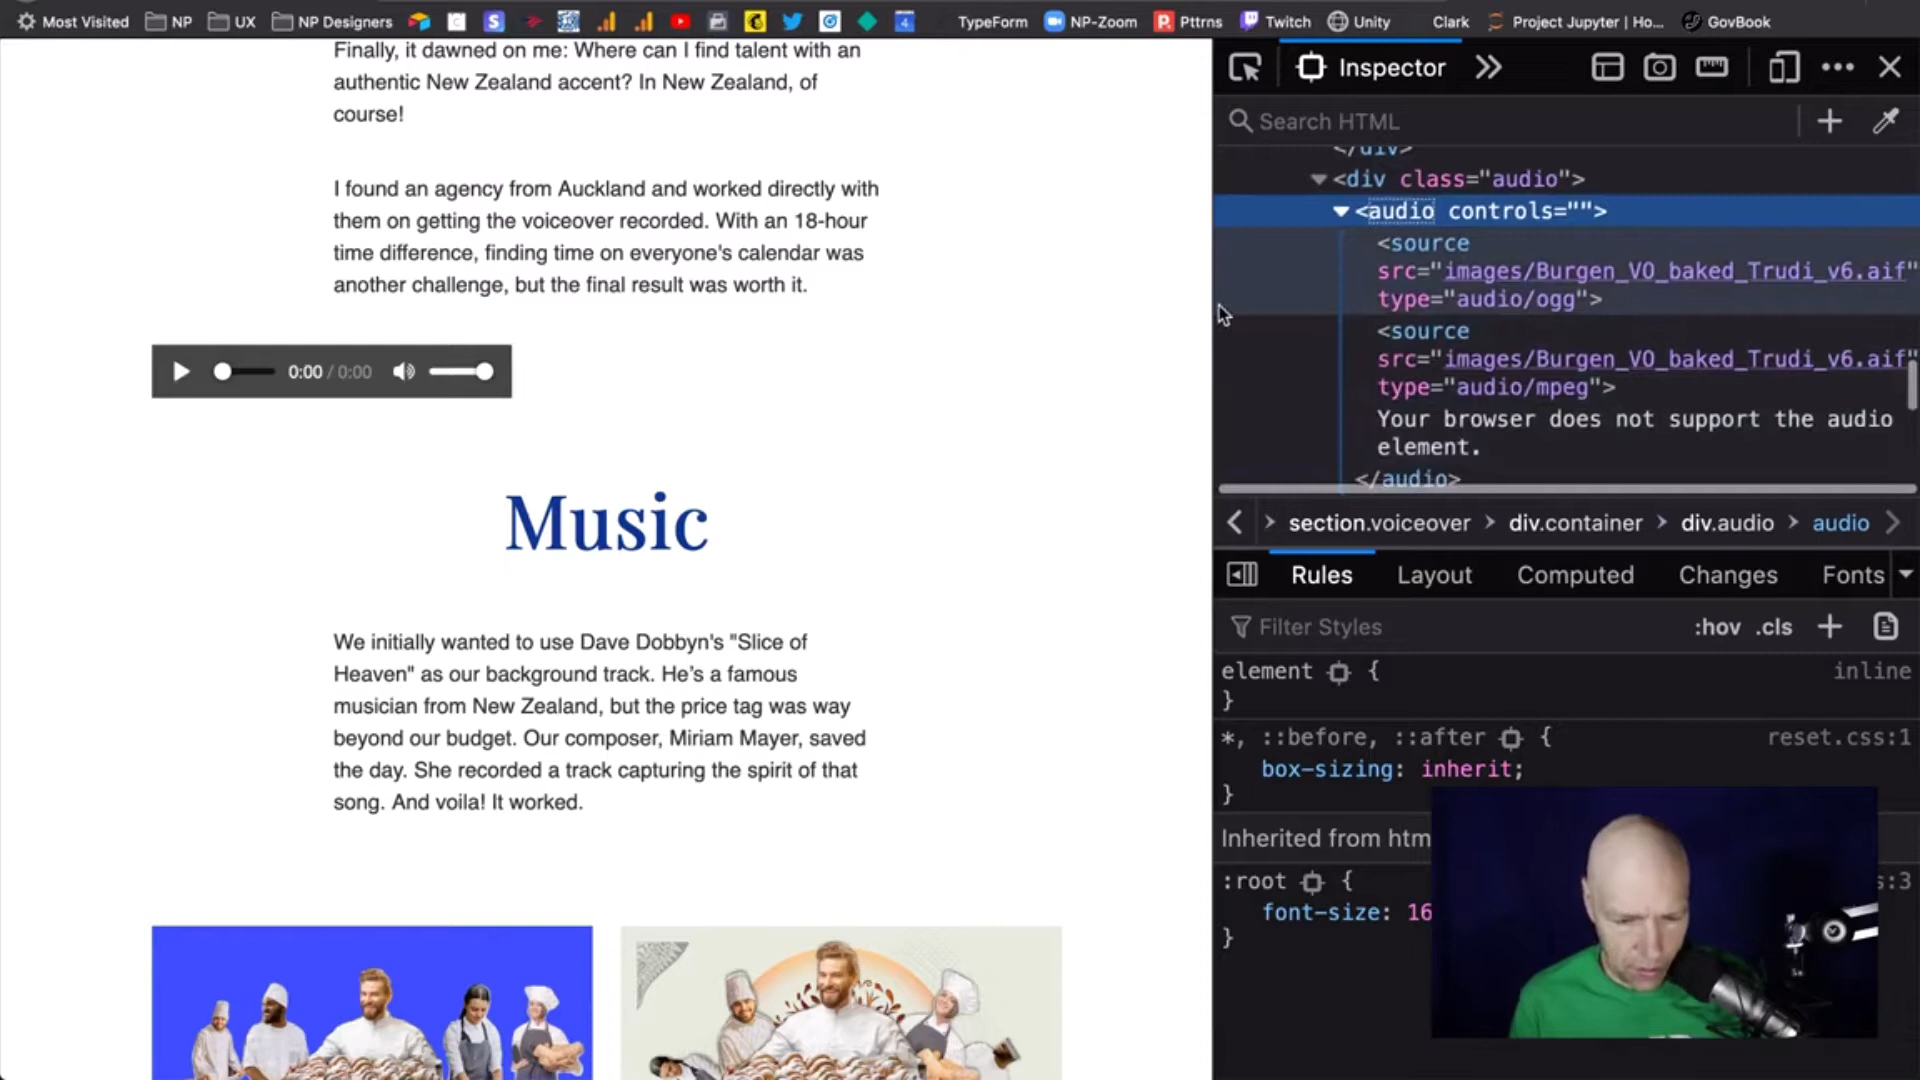 Most Visited NP UX NP Designers TypeForm NP-Zoom Pttrns Twitch Unity Clark Project Jupyter | Ho... GovBook
Finally, it dawned on me: Where can I find talent with an
authentic New Zealand accent? In New Zealand, of
course!
I found an agency from Auckland and worked directly with
them on getting the voiceover recorded. With an 18-hour
time difference, finding time on everyone's calendar was
another challenge, but the final result was worth it.
0:00 / 0:00
Music
We initially wanted to use Dave Dobbyn's "Slice of
Heaven" as our background track. He's a famous
musician from New Zealand, but the price tag was way
beyond our budget. Our composer, Miriam Mayer, saved
the day. She recorded a track capturing the spirit of that
song. And voila! It worked.
Inspector
Search HTML
</div>
<div class="audio">
<audio controls="">
<source
src="images/Burgen_VO_baked_Trudi_v6.aif"
type="audio/ogg">
<source
src="images/Burgen_VO_baked_Trudi_v6.aif"
type="audio/mpeg">
Your browser does not support the audio
element.
</audio>
section.voiceover > div.container > div.audio > audio
Rules Layout Computed Changes Fonts
Filter Styles :hov .cls
element { inline
}
*, ::before, ::after { reset.css:1
box-sizing: inherit;
}
Inherited from htm
:root { s:3
font-size: 16
}